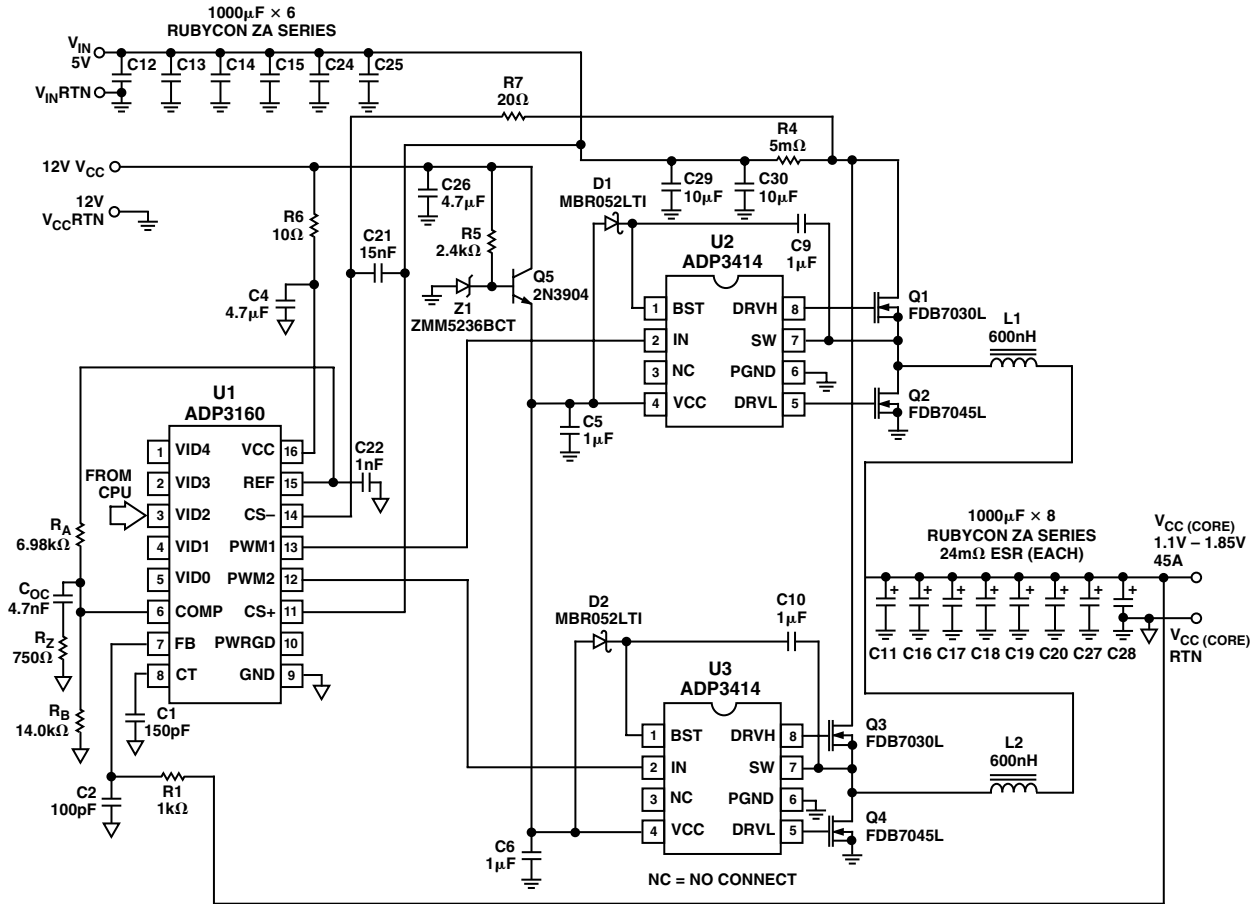 1000μF × 6
RUBYCON ZA SERIES
VIN
5V
C12
C13
C14
C15
C24
C25
VINRTN
R7
20Ω
12V VCC
12V
VCCRTN
R6
10Ω
C26
4.7μF
C21
15nF
R5
2.4kΩ
Q5
2N3904
Z1
ZMM5236BCT
C4
4.7μF
R4
5mΩ
C29
10μF
C30
10μF
D1
MBR052LTI
C9
1μF
U2
ADP3414
1 BST DRVH 8
2 IN SW 7
3 NC PGND 6
4 VCC DRVL 5
Q1
FDB7030L
L1
600nH
Q2
FDB7045L
C5
1μF
U1
ADP3160
1 VID4 VCC 16
2 VID3 REF 15
3 VID2 CS– 14
4 VID1 PWM1 13
5 VID0 PWM2 12
6 COMP CS+ 11
7 FB PWRGD 10
8 CT GND 9
FROM
CPU
C22
1nF
RA
6.98kΩ
COC
4.7nF
RZ
750Ω
RB
14.0kΩ
C1
150pF
C2
100pF
R1
1kΩ
1000μF × 8
RUBYCON ZA SERIES
24mΩ ESR (EACH)
VCC (CORE)
1.1V – 1.85V
45A
+ + + + + + + +
C11 C16 C17 C18 C19 C20 C27 C28
VCC (CORE)
RTN
D2
MBR052LTI
C10
1μF
U3
ADP3414
1 BST DRVH 8
2 IN SW 7
3 NC PGND 6
4 VCC DRVL 5
Q3
FDB7030L
L2
600nH
Q4
FDB7045L
C6
1μF
NC = NO CONNECT